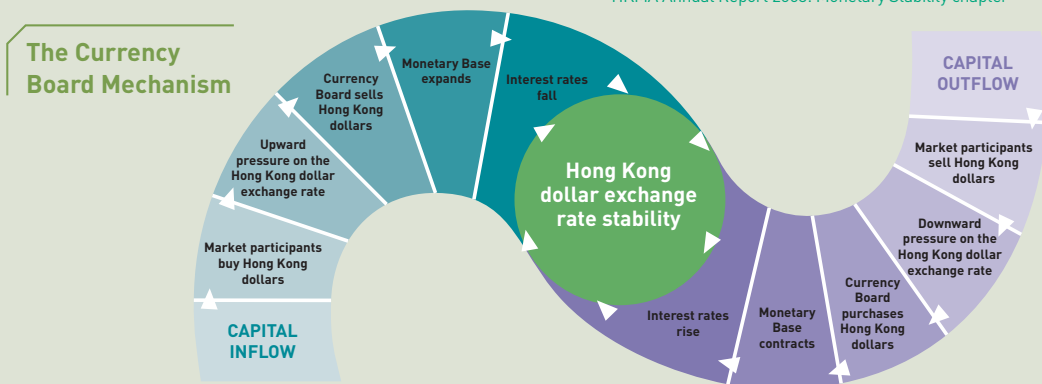 The Currency
Board Mechanism
CAPITAL
INFLOW
Market participants
buy Hong Kong
dollars
Upward
pressure on the
Hong Kong dollar
exchange rate
Currency
Board sells
Hong Kong
dollars
Monetary Base
expands
Interest rates
fall
Hong Kong
dollar exchange
rate stability
CAPITAL
OUTFLOW
Market participants
sell Hong Kong
dollars
Downward
pressure on the
Hong Kong dollar
exchange rate
Currency
Board
purchases
Hong Kong
dollars
Monetary
Base
contracts
Interest rates
rise